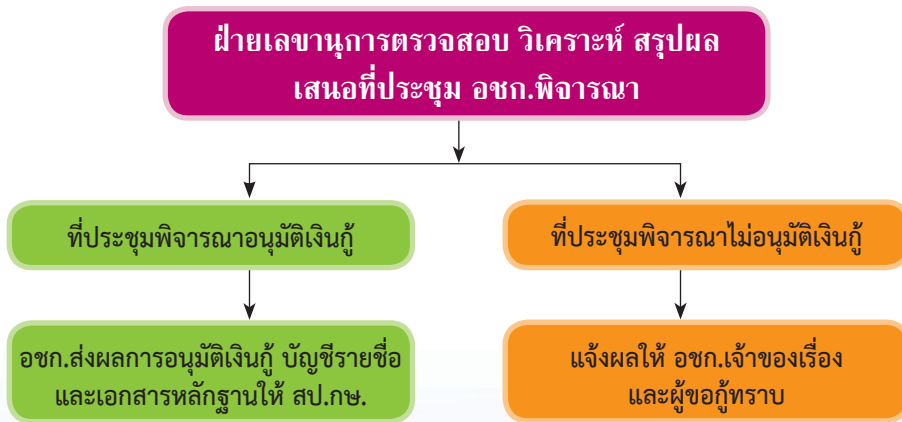 ฝ่ายเลขานุการตรวจสอบ วิเคราะห์ สรุปผล
เสนอที่ประชุม อชก.พิจารณา
ที่ประชุมพิจารณาอนุมัติเงินกู้
ที่ประชุมพิจารณาไม่อนุมัติเงินกู้
อชก.ส่งผลการอนุมัติเงินกู้ บัญชีรายชื่อ
และเอกสารหลักฐานให้ สป.กษ.
แจ้งผลให้ อชก.เจ้าของเรื่อง
และผู้ขอกู้ทราบ